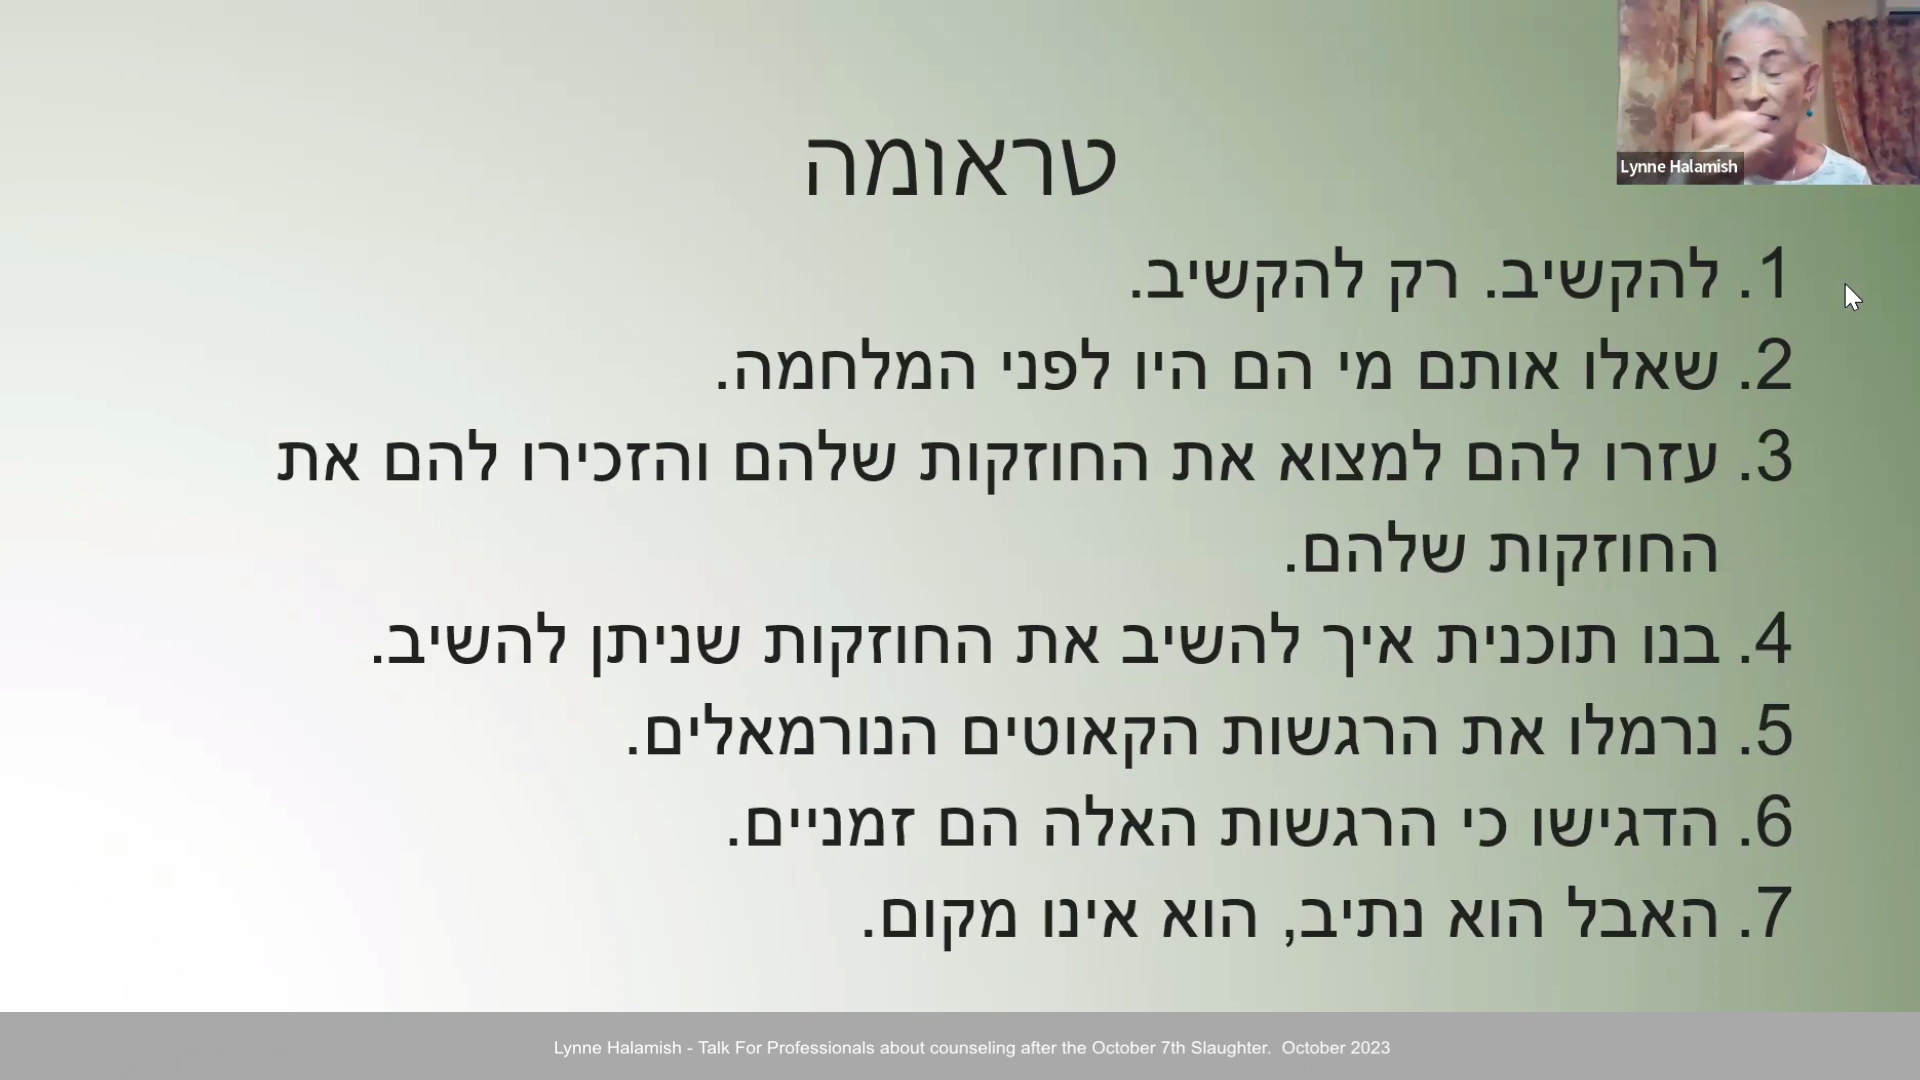 Lynne Halamish
טראומה
1. להקשיב. רק להקשיב.
2. שאלו אותם מי הם היו לפני המלחמה.
3. עזרו להם למצוא את החוזקות שלהם והזכירו להם את
החוזקות שלהם.
4. בנו תוכנית איך להשיב את החוזקות שניתן להשיב.
5. נרמלו את הרגשות הקאוטים הנורמאלים.
6. הדגישו כי הרגשות האלה הם זמניים.
7. האבל הוא נתיב, הוא אינו מקום.
Lynne Halamish - Talk For Professionals about counseling after the October 7th Slaughter.  October 2023